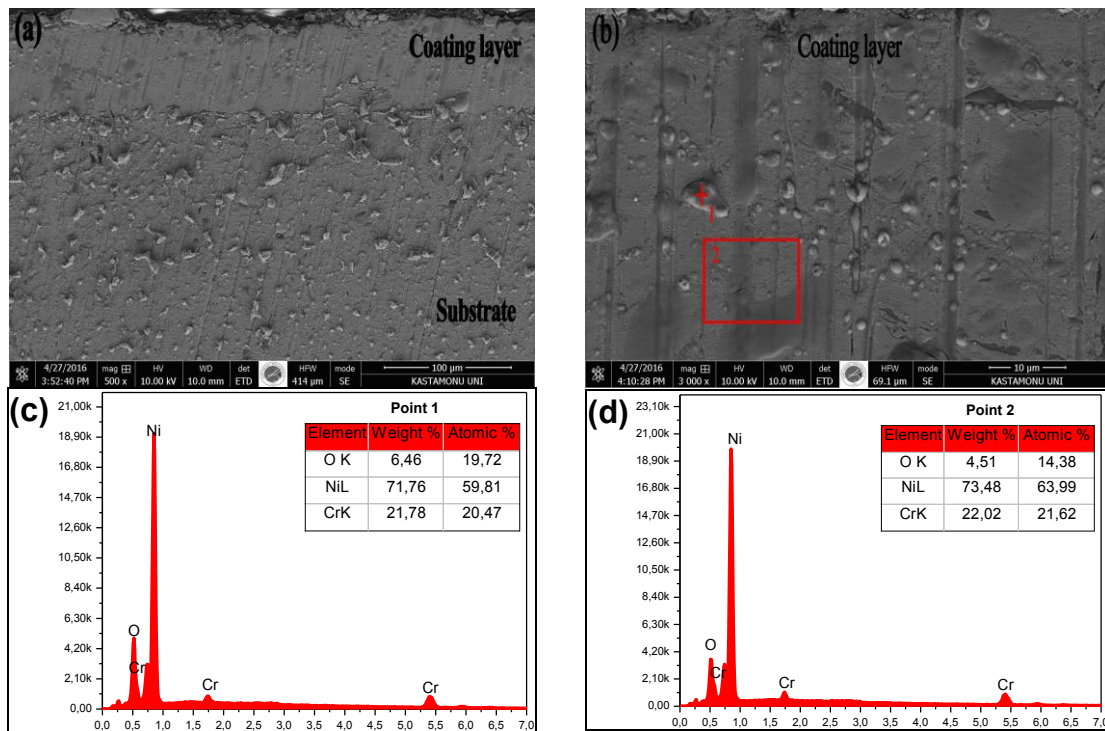 (a)
Coating layer
Substrate
4/27/2016
3:52:40 PM
mag
500 x
HV
10.00 kV
WD
10.0 mm
det
ETD
HFW
414 µm
mode
SE
100 µm
KASTAMONU UNI
(b)
Coating layer
1
2
4/27/2016
4:10:28 PM
mag
3 000 x
HV
10.00 kV
WD
10.0 mm
det
ETD
HFW
69.1 µm
mode
SE
10 µm
KASTAMONU UNI
(c)
Point 1
Element Weight % Atomic %
O K 6,46 19,72
NiL 71,76 59,81
CrK 21,78 20,47
21,00k
18,90k
16,80k
14,70k
12,60k
10,50k
8,40k
6,30k
4,20k
2,10k
0,00
Ni
O
Cr
Cr
Cr
0,0 0,5 1,0 1,5 2,0 2,5 3,0 3,5 4,0 4,5 5,0 5,5 6,0 6,5 7,0
(d)
Point 2
Element Weight % Atomic %
O K 4,51 14,38
NiL 73,48 63,99
CrK 22,02 21,62
23,10k
21,00k
18,90k
16,80k
14,70k
12,60k
10,50k
8,40k
6,30k
4,20k
2,10k
0,00
Ni
O
Cr
Cr
Cr
0,0 0,5 1,0 1,5 2,0 2,5 3,0 3,5 4,0 4,5 5,0 5,5 6,0 6,5 7,0